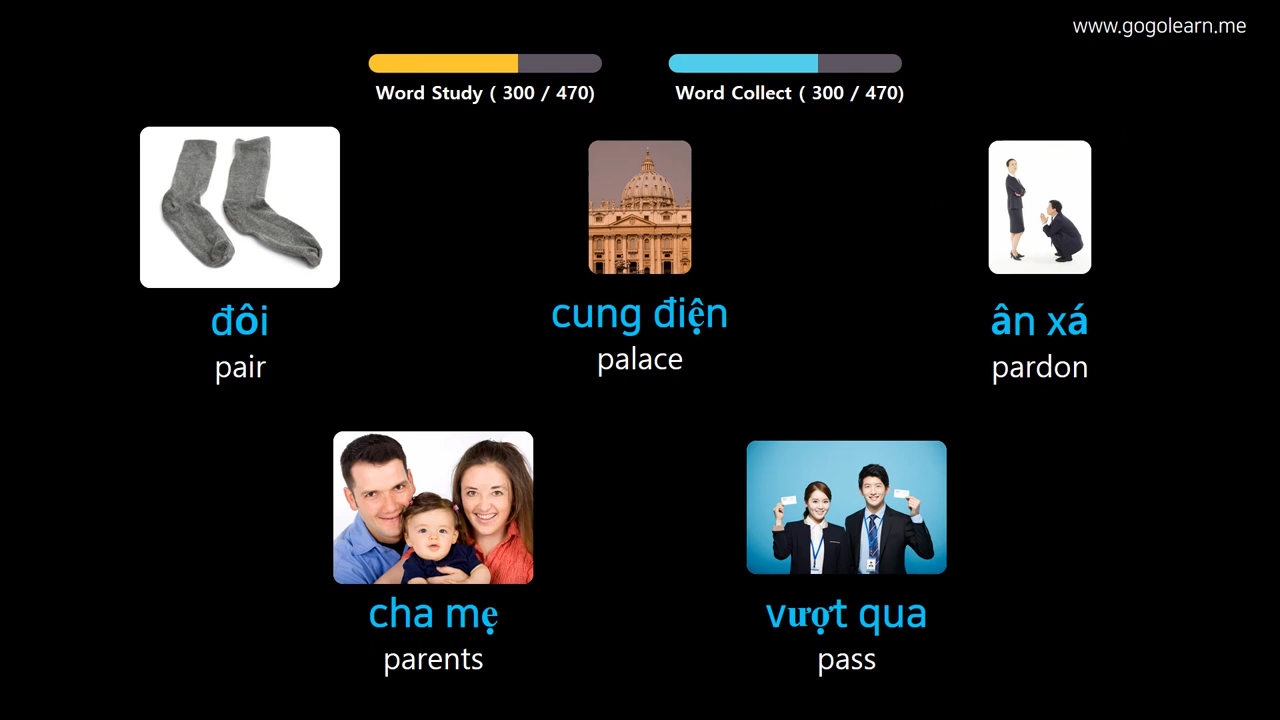 www.gogolearn.me
Word Study ( 300 / 470)
Word Collect ( 300 / 470)
đôi
pair
cung điện
palace
ân xá
pardon
cha mẹ
parents
vượt qua
pass